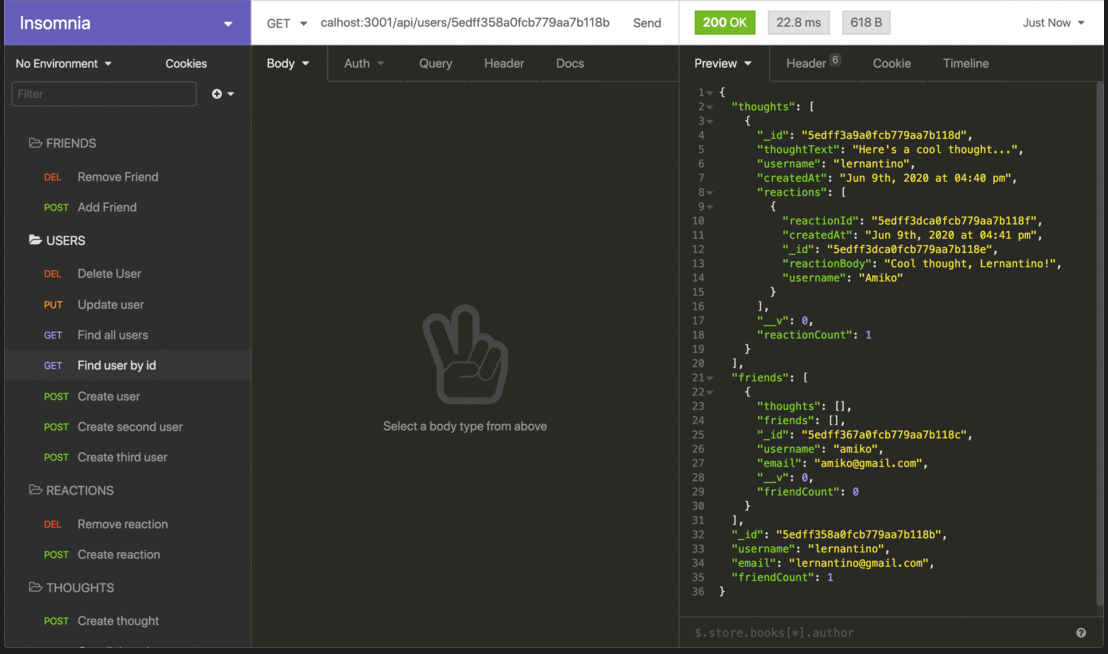 Insomnia
GET calhost:3001/api/users/5edff358a0fcb779aa7b118b Send
200 OK 22.8 ms 618 B Just Now
No Environment Cookies
Body Auth Query Header Docs
Preview Header 6 Cookie Timeline
Filter
FRIENDS
DEL Remove Friend
POST Add Friend
USERS
DEL Delete User
PUT Update user
GET Find all users
GET Find user by id
POST Create user
POST Create second user
POST Create third user
REACTIONS
DEL Remove reaction
POST Create reaction
THOUGHTS
POST Create thought
Select a body type from above
1 {
2 "thoughts": [
3 {
4 "_id": "5edff3a9a0fcb779aa7b118d",
5 "thoughtText": "Here's a cool thought...",
6 "username": "lernantino",
7 "createdAt": "Jun 9th, 2020 at 04:40 pm",
8 "reactions": [
9 {
10 "reactionId": "5edff3dca0fcb779aa7b118f",
11 "createdAt": "Jun 9th, 2020 at 04:41 pm",
12 "_id": "5edff3dca0fcb779aa7b118e",
13 "reactionBody": "Cool thought, Lernantino!",
14 "username": "Amiko"
15 }
16 ],
17 "__v": 0,
18 "reactionCount": 1
19 }
20 ],
21 "friends": [
22 {
23 "thoughts": [],
24 "friends": [],
25 "_id": "5edff367a0fcb779aa7b118c",
26 "username": "amiko",
27 "email": "amiko@gmail.com",
28 "__v": 0,
29 "friendCount": 0
30 }
31 ],
32 "_id": "5edff358a0fcb779aa7b118b",
33 "username": "lernantino",
34 "email": "lernantino@gmail.com",
35 "friendCount": 1
36 }
$.store.books[*].author